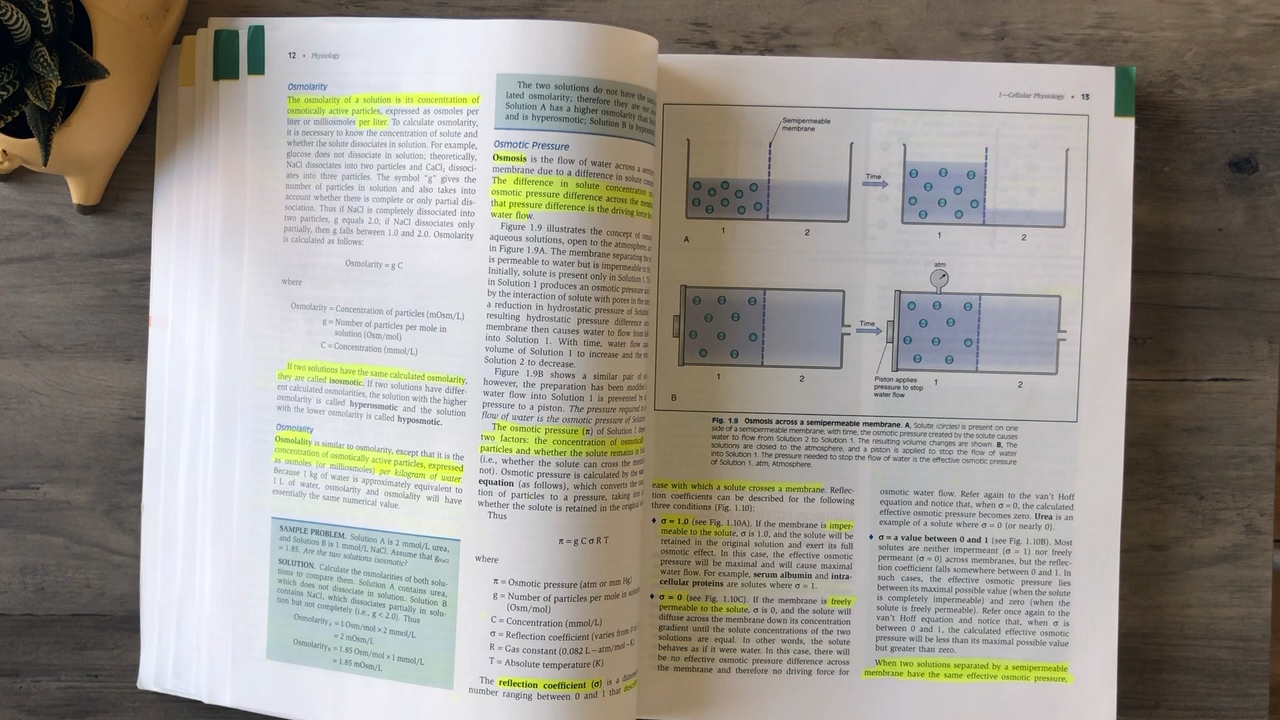 12 • Physiology
Osmolarity
The osmolarity of a solution is its concentration of
osmotically active particles, expressed as osmoles per
liter or milliosmoles per liter. To calculate osmolarity,
it is necessary to know the concentration of solute and
whether the solute dissociates in solution. For example,
glucose does not dissociate in solution; theoretically,
NaCl dissociates into two particles and CaCl₂ dissoci-
ates into three particles. The symbol "g" gives the
number of particles in solution and also takes into
account whether there is complete or only partial dis-
sociation. Thus if NaCl is completely dissociated into
two particles, g equals 2.0; if NaCl dissociates only
partially, then g falls between 1.0 and 2.0. Osmolarity
is calculated as follows:
Osmolarity = g C
where
Osmolarity = Concentration of particles (mOsm/L)
g = Number of particles per mole in
solution (Osm/mol)
C = Concentration (mmol/L)
If two solutions have the same calculated osmolarity,
they are called isosmotic. If two solutions have differ-
ent calculated osmolarities, the solution with the higher
osmolarity is called hyperosmotic and the solution
with the lower osmolarity is called hyposmotic.
Osmolality
Osmolality is similar to osmolarity, except that it is the
concentration of osmotically active particles, expressed
as osmoles (or milliosmoles) per kilogram of water.
Because 1 kg of water is approximately equivalent to
1 L of water, osmolarity and osmolality will have
essentially the same numerical value.
SAMPLE PROBLEM. Solution A is 2 mmol/L urea,
and Solution B is 1 mmol/L NaCl. Assume that gNaCl
= 1.85. Are the two solutions isosmotic?
SOLUTION. Calculate the osmolarities of both solu-
tions to compare them. Solution A contains urea,
which does not dissociate in solution. Solution B
contains NaCl, which dissociates partially in solu-
tion but not completely (i.e., g < 2.0). Thus
Osmolarity A = 1 Osm/mol × 2 mmol/L
= 2 mOsm/L
Osmolarity B = 1.85 Osm/mol × 1 mmol/L
= 1.85 mOsm/L
The two solutions do not have the
lated osmolarity; therefore they are not
Solution A has a higher osmolarity than
and is hyperosmotic; Solution B is
Osmotic Pressure
Osmosis is the flow of water across a
membrane due to a difference in solute
The difference in solute concentration
osmotic pressure difference across the
that pressure difference is the driving force
water flow.
Figure 1.9 illustrates the concept of
aqueous solutions, open to the atmosphere,
in Figure 1.9A. The membrane separating the
is permeable to water but is impermeable to
Initially, solute is present only in Solution 1.
in Solution 1 produces an osmotic pressure
by the interaction of solute with pores in the
a reduction in hydrostatic pressure of
resulting hydrostatic pressure difference
membrane then causes water to flow from
into Solution 1. With time, water flow
volume of Solution 1 to increase and the
Solution 2 to decrease.
Figure 1.9B shows a similar pair of
however, the preparation has been
water flow into Solution 1 is prevented by
pressure to a piston. The pressure required
flow of water is the osmotic pressure of
The osmotic pressure (π) of Solution 1
two factors: the concentration of
particles and whether the solute remains in
(i.e., whether the solute can cross the
not). Osmotic pressure is calculated by the
equation (as follows), which converts the
tion of particles to a pressure, taking into
whether the solute is retained in the original
Thus
π = g C σ R T
where
π = Osmotic pressure (atm or mm Hg)
g = Number of particles per mole in
(Osm/mol)
C = Concentration (mmol/L)
σ = Reflection coefficient (varies from 0
R = Gas constant (0.082 L – atm/mol – K)
T = Absolute temperature (K)
The reflection coefficient (σ) is a
number ranging between 0 and 1 that
1—Cellular Physiology • 13
Semipermeable
membrane
Time
1
2
1
2
A
atm
Time
1
2
Piston applies
pressure to stop
water flow
1
2
B
Fig. 1.9 Osmosis across a semipermeable membrane. A, Solute (circles) is present on one
side of a semipermeable membrane; with time, the osmotic pressure created by the solute causes
water to flow from Solution 2 to Solution 1. The resulting volume changes are shown. B, The
solutions are closed to the atmosphere, and a piston is applied to stop the flow of water
into Solution 1. The pressure needed to stop the flow of water is the effective osmotic pressure
of Solution 1. atm, Atmosphere.
ease with which a solute crosses a membrane. Reflec-
tion coefficients can be described for the following
three conditions (Fig. 1.10):
♦ σ = 1.0 (see Fig. 1.10A). If the membrane is imper-
meable to the solute, σ is 1.0, and the solute will be
retained in the original solution and exert its full
osmotic effect. In this case, the effective osmotic
pressure will be maximal and will cause maximal
water flow. For example, serum albumin and intra-
cellular proteins are solutes where σ = 1.
♦ σ = 0 (see Fig. 1.10C). If the membrane is freely
permeable to the solute, σ is 0, and the solute will
diffuse across the membrane down its concentration
gradient until the solute concentrations of the two
solutions are equal. In other words, the solute
behaves as if it were water. In this case, there will
be no effective osmotic pressure difference across
the membrane and therefore no driving force for
osmotic water flow. Refer again to the van't Hoff
equation and notice that, when σ = 0, the calculated
effective osmotic pressure becomes zero. Urea is an
example of a solute where σ = 0 (or nearly 0).
♦ σ = a value between 0 and 1 (see Fig. 1.10B). Most
solutes are neither impermeant (σ = 1) nor freely
permeant (σ = 0) across membranes, but the reflec-
tion coefficient falls somewhere between 0 and 1. In
such cases, the effective osmotic pressure lies
between its maximal possible value (when the solute
is completely impermeable) and zero (when the
solute is freely permeable). Refer once again to the
van't Hoff equation and notice that, when σ is
between 0 and 1, the calculated effective osmotic
pressure will be less than its maximal possible value
but greater than zero.
When two solutions separated by a semipermeable
membrane have the same effective osmotic pressure,